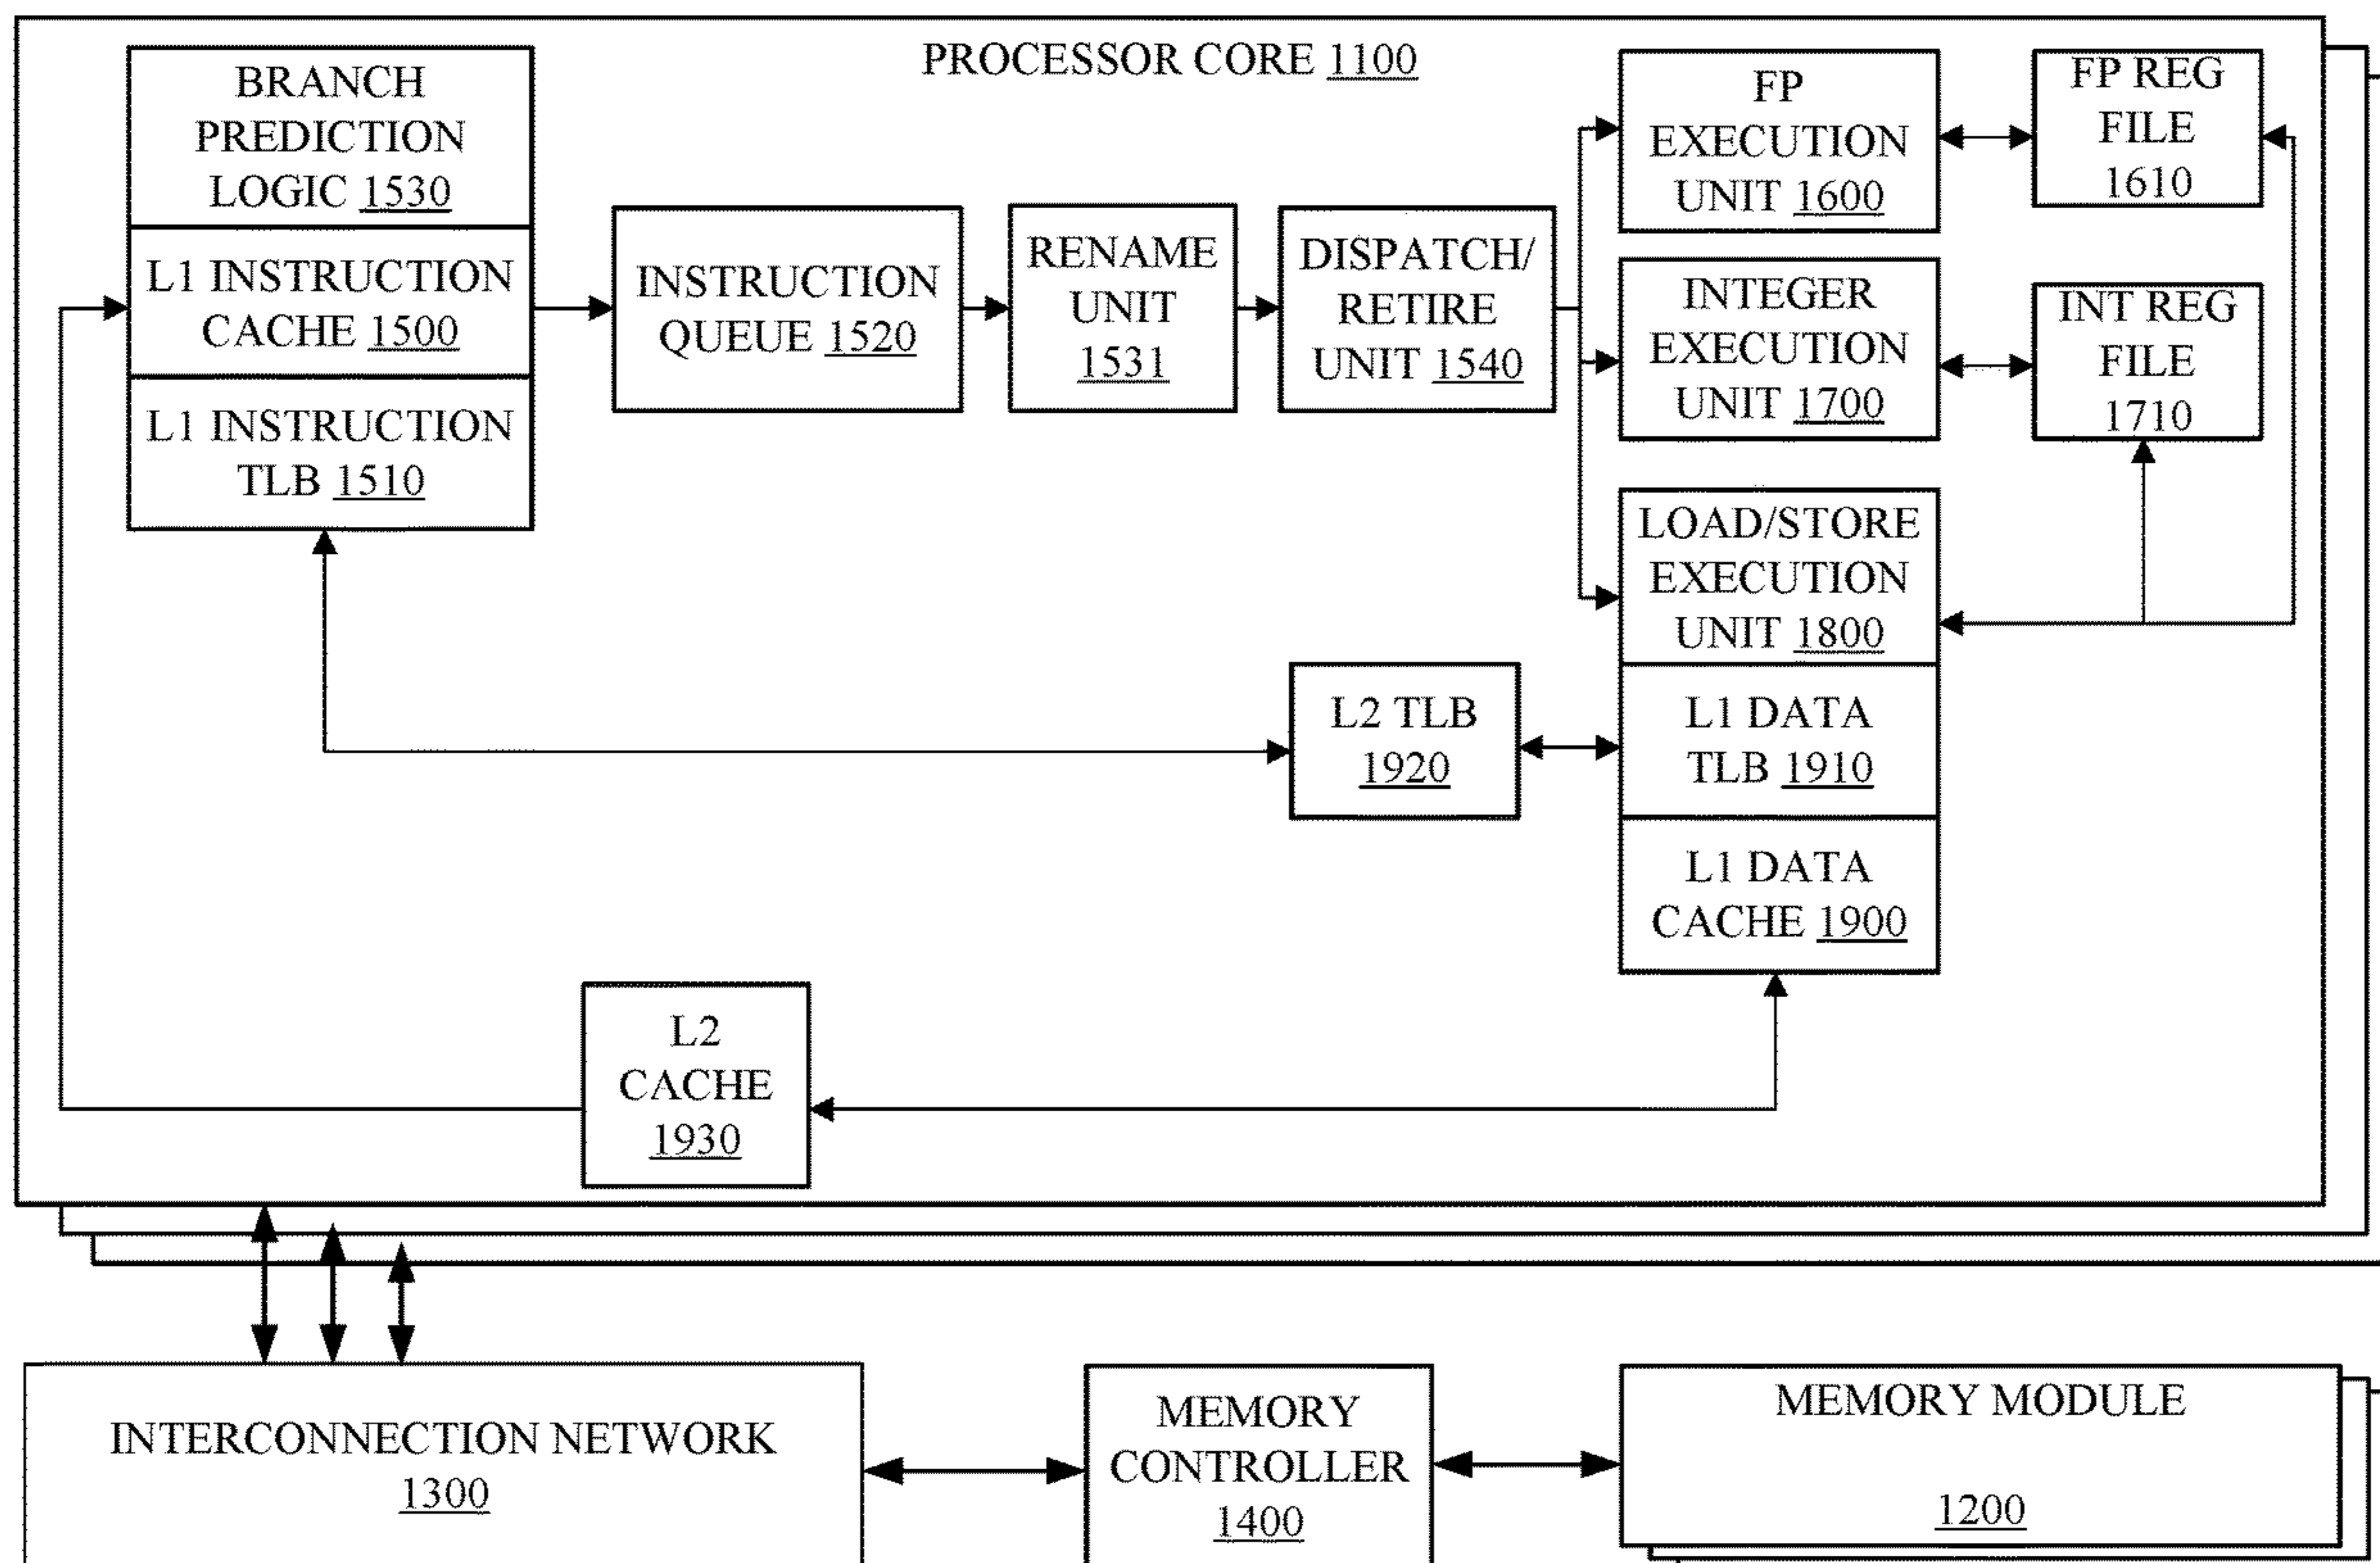 PROCESSOR CORE 1100
BRANCH
PREDICTION
LOGIC 1530
L1 INSTRUCTION
CACHE 1500
L1 INSTRUCTION
TLB 1510
INSTRUCTION
QUEUE 1520
RENAME
UNIT
1531
DISPATCH/
RETIRE
UNIT 1540
FP
EXECUTION
UNIT 1600
FP REG
FILE
1610
INTEGER
EXECUTION
UNIT 1700
INT REG
FILE
1710
LOAD/STORE
EXECUTION
UNIT 1800
L1 DATA
TLB 1910
L1 DATA
CACHE 1900
L2 TLB
1920
L2
CACHE
1930
INTERCONNECTION NETWORK
1300
MEMORY
CONTROLLER
1400
MEMORY MODULE
1200